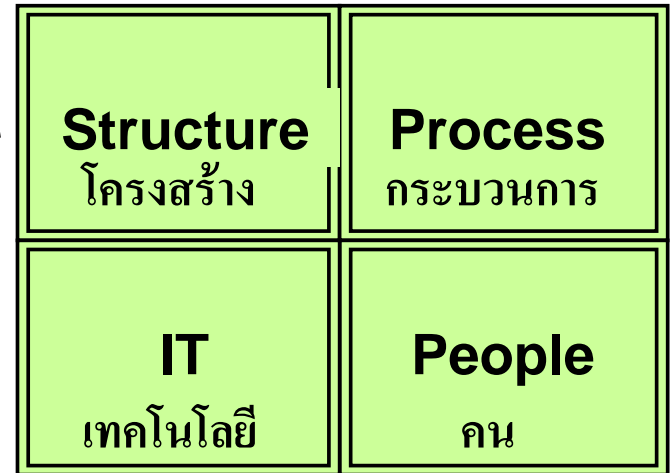 Structure
โครงสร้าง
Process
กระบวนการ
IT
เทคโนโลยี
People
คน